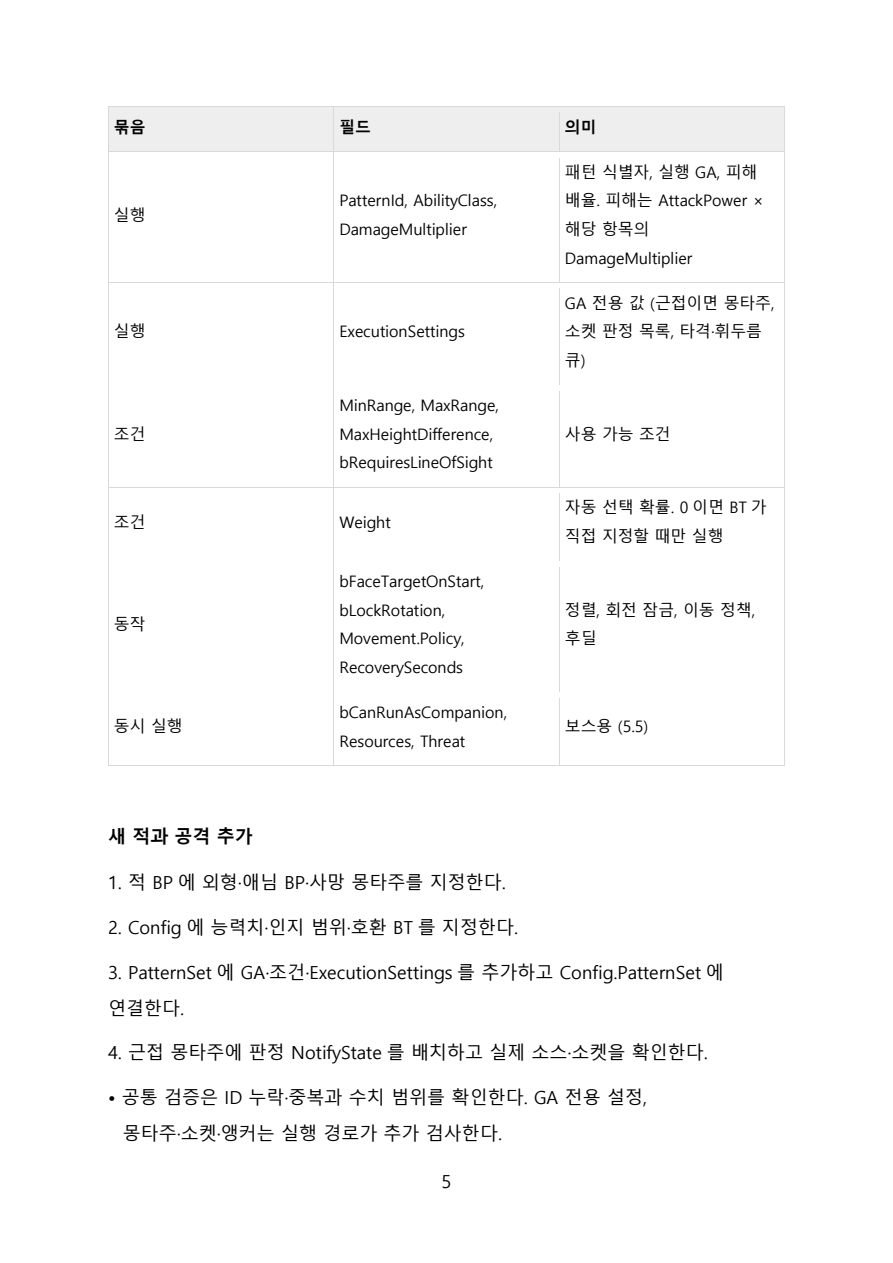 묶음 필드 의미
실행
PatternId, AbilityClass,
DamageMultiplier
패턴 식별자, 실행 GA, 피해
배율. 피해는 AttackPower ×
해당 항목의
DamageMultiplier
실행
ExecutionSettings
GA 전용 값 (근접이면 몽타주,
소켓 판정 목록, 타격·휘두름
큐)
조건
MinRange, MaxRange,
MaxHeightDifference,
bRequiresLineOfSight
사용 가능 조건
조건
Weight
자동 선택 확률. 0 이면 BT 가
직접 지정할 때만 실행
동작
bFaceTargetOnStart,
bLockRotation,
Movement.Policy,
RecoverySeconds
정렬, 회전 잠금, 이동 정책,
후딜
동시 실행
bCanRunAsCompanion,
Resources, Threat
보스용 (5.5)
새 적과 공격 추가
1. 적 BP 에 외형·애님 BP·사망 몽타주를 지정한다.
2. Config 에 능력치·인지 범위·호환 BT 를 지정한다.
3. PatternSet 에 GA·조건·ExecutionSettings 를 추가하고 Config.PatternSet 에
연결한다.
4. 근접 몽타주에 판정 NotifyState 를 배치하고 실제 소스·소켓을 확인한다.
• 공통 검증은 ID 누락·중복과 수치 범위를 확인한다. GA 전용 설정,
몽타주·소켓·앵커는 실행 경로가 추가 검사한다.
5